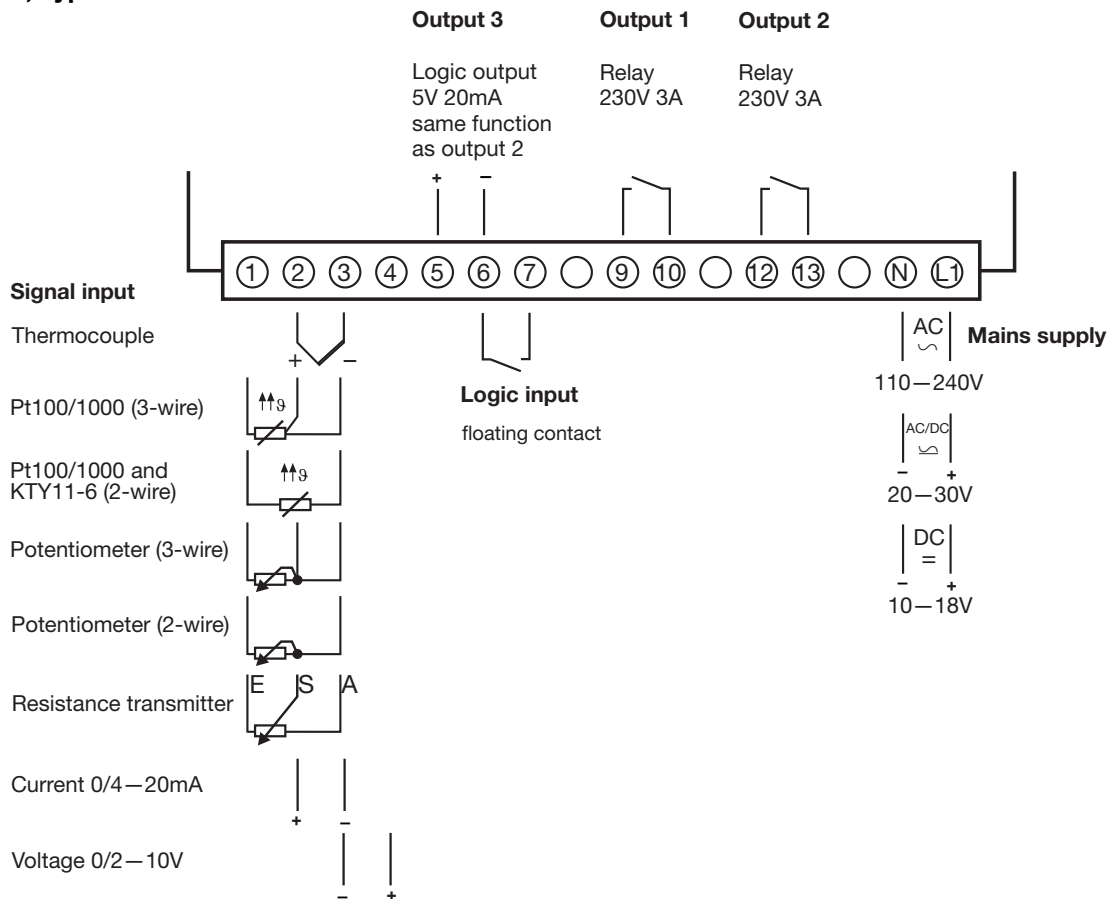 Output 3
Logic output
5V 20mA
same function
as output 2
+ –
Output 1
Relay
230V 3A
Output 2
Relay
230V 3A
1 2 3 4 5 6 7 9 10 12 13 N L1
Signal input
Thermocouple
+ –
Pt100/1000 (3-wire)
ϑ
Pt100/1000 and
KTY11-6 (2-wire)
ϑ
Potentiometer (3-wire)
Potentiometer (2-wire)
Resistance transmitter
E S A
Current 0/4—20mA
+ –
Voltage 0/2—10V
– +
Logic input
floating contact
Mains supply
AC
110—240V
AC/DC
– +
20—30V
DC
=
– +
10—18V